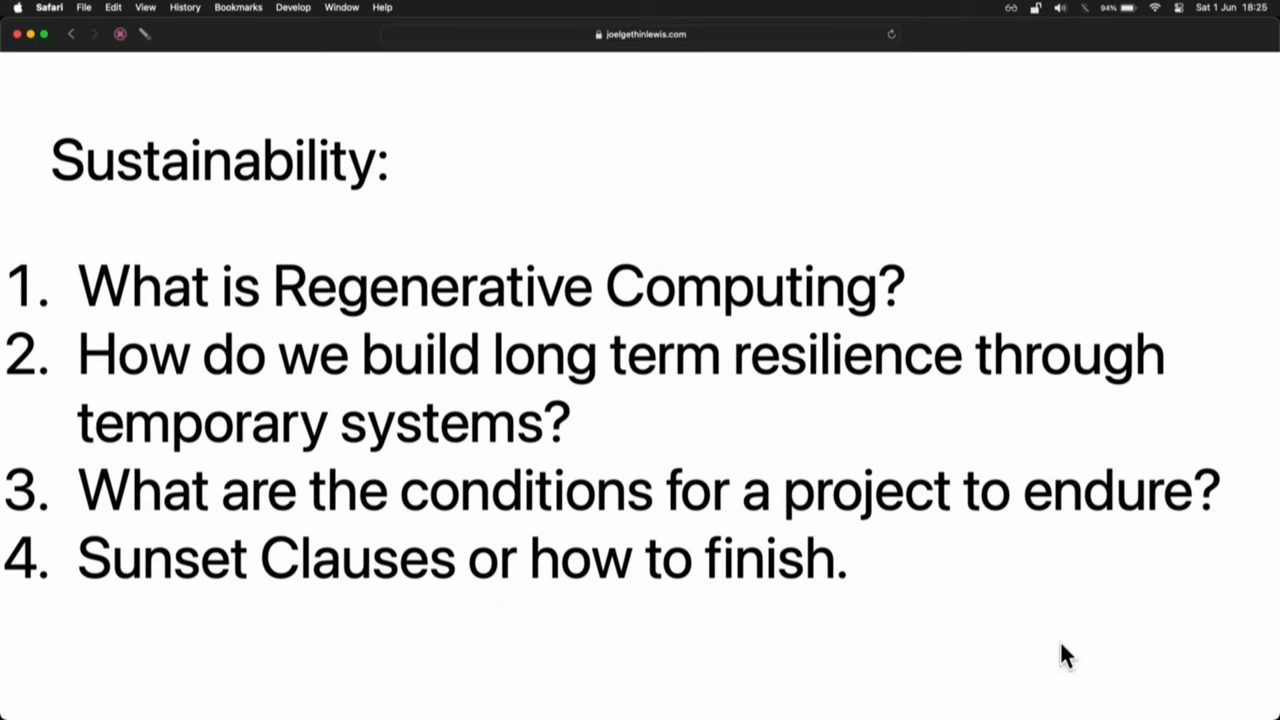 Safari File Edit View History Bookmarks Develop Window Help 94% Sat 1 Jun 18:25
joelgethinlewis.com
Sustainability:
1. What is Regenerative Computing?
2. How do we build long term resilience through
temporary systems?
3. What are the conditions for a project to endure?
4. Sunset Clauses or how to finish.